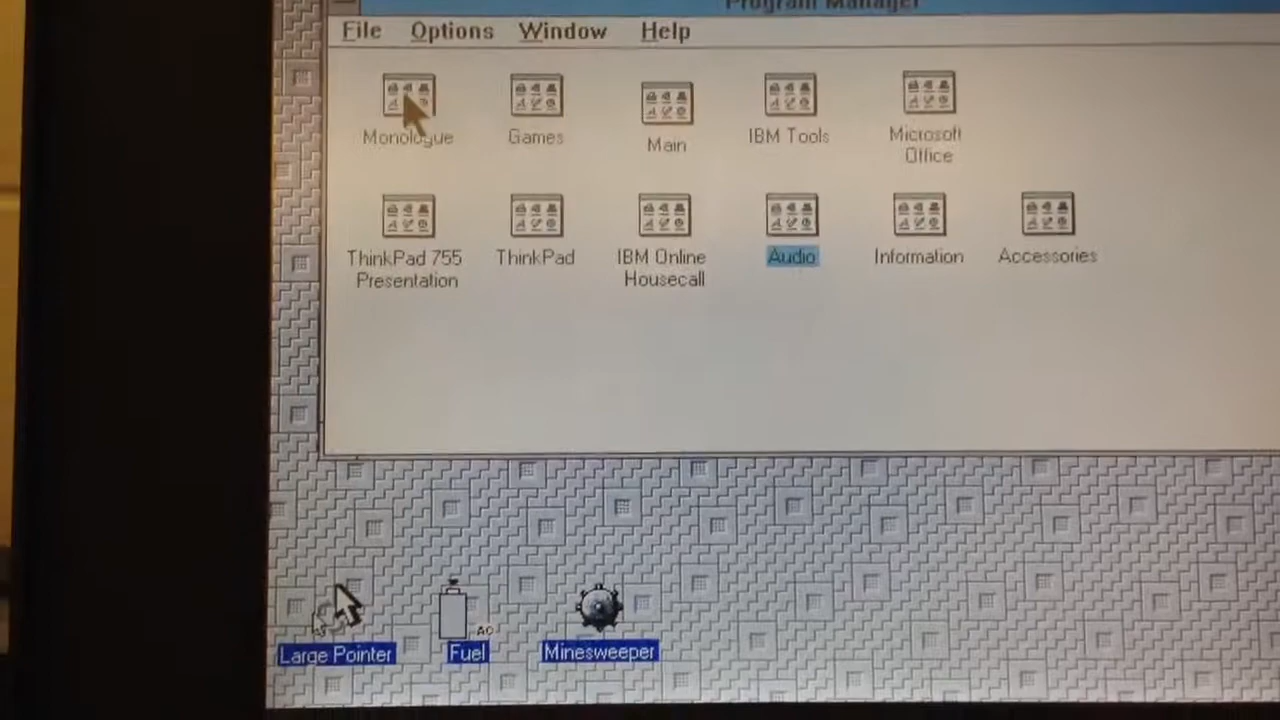 Program Manager
File Options Window Help
Monologue Games Main IBM Tools Microsoft
Office
ThinkPad 755 ThinkPad IBM Online Audio Information Accessories
Presentation Housecall
AC
Large Pointer Fuel Minesweeper